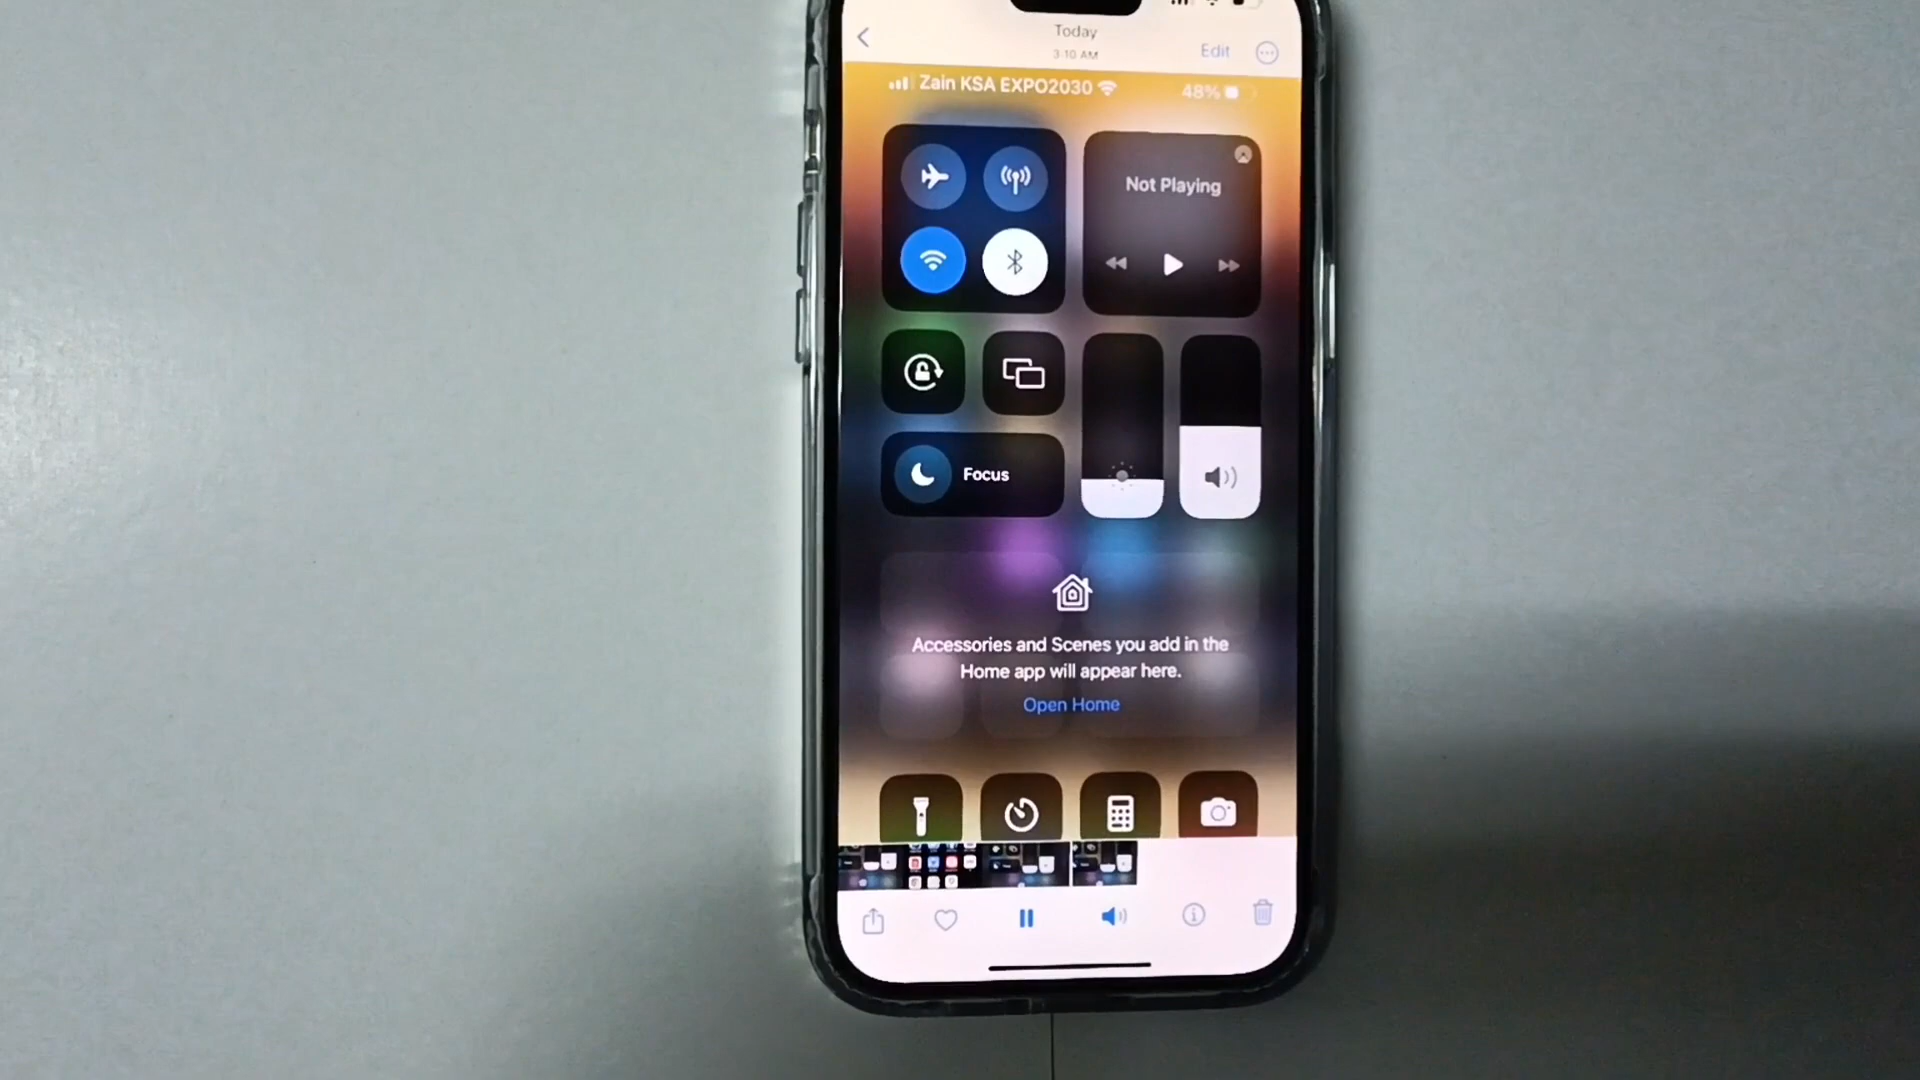 Today
3:10 AM
Edit
Zain KSA EXPO2030
48%
Not Playing
Focus
Accessories and Scenes you add in the
Home app will appear here.
Open Home